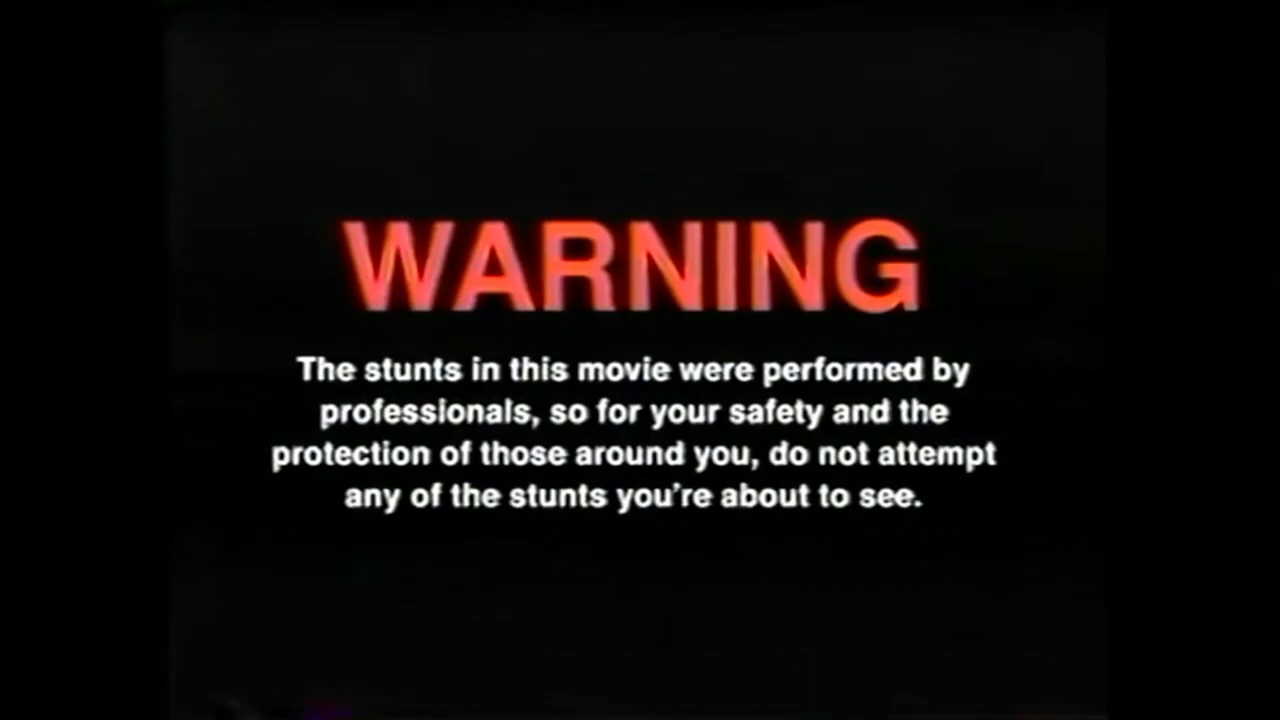 WARNING
The stunts in this movie were performed by
professionals, so for your safety and the
protection of those around you, do not attempt
any of the stunts you're about to see.